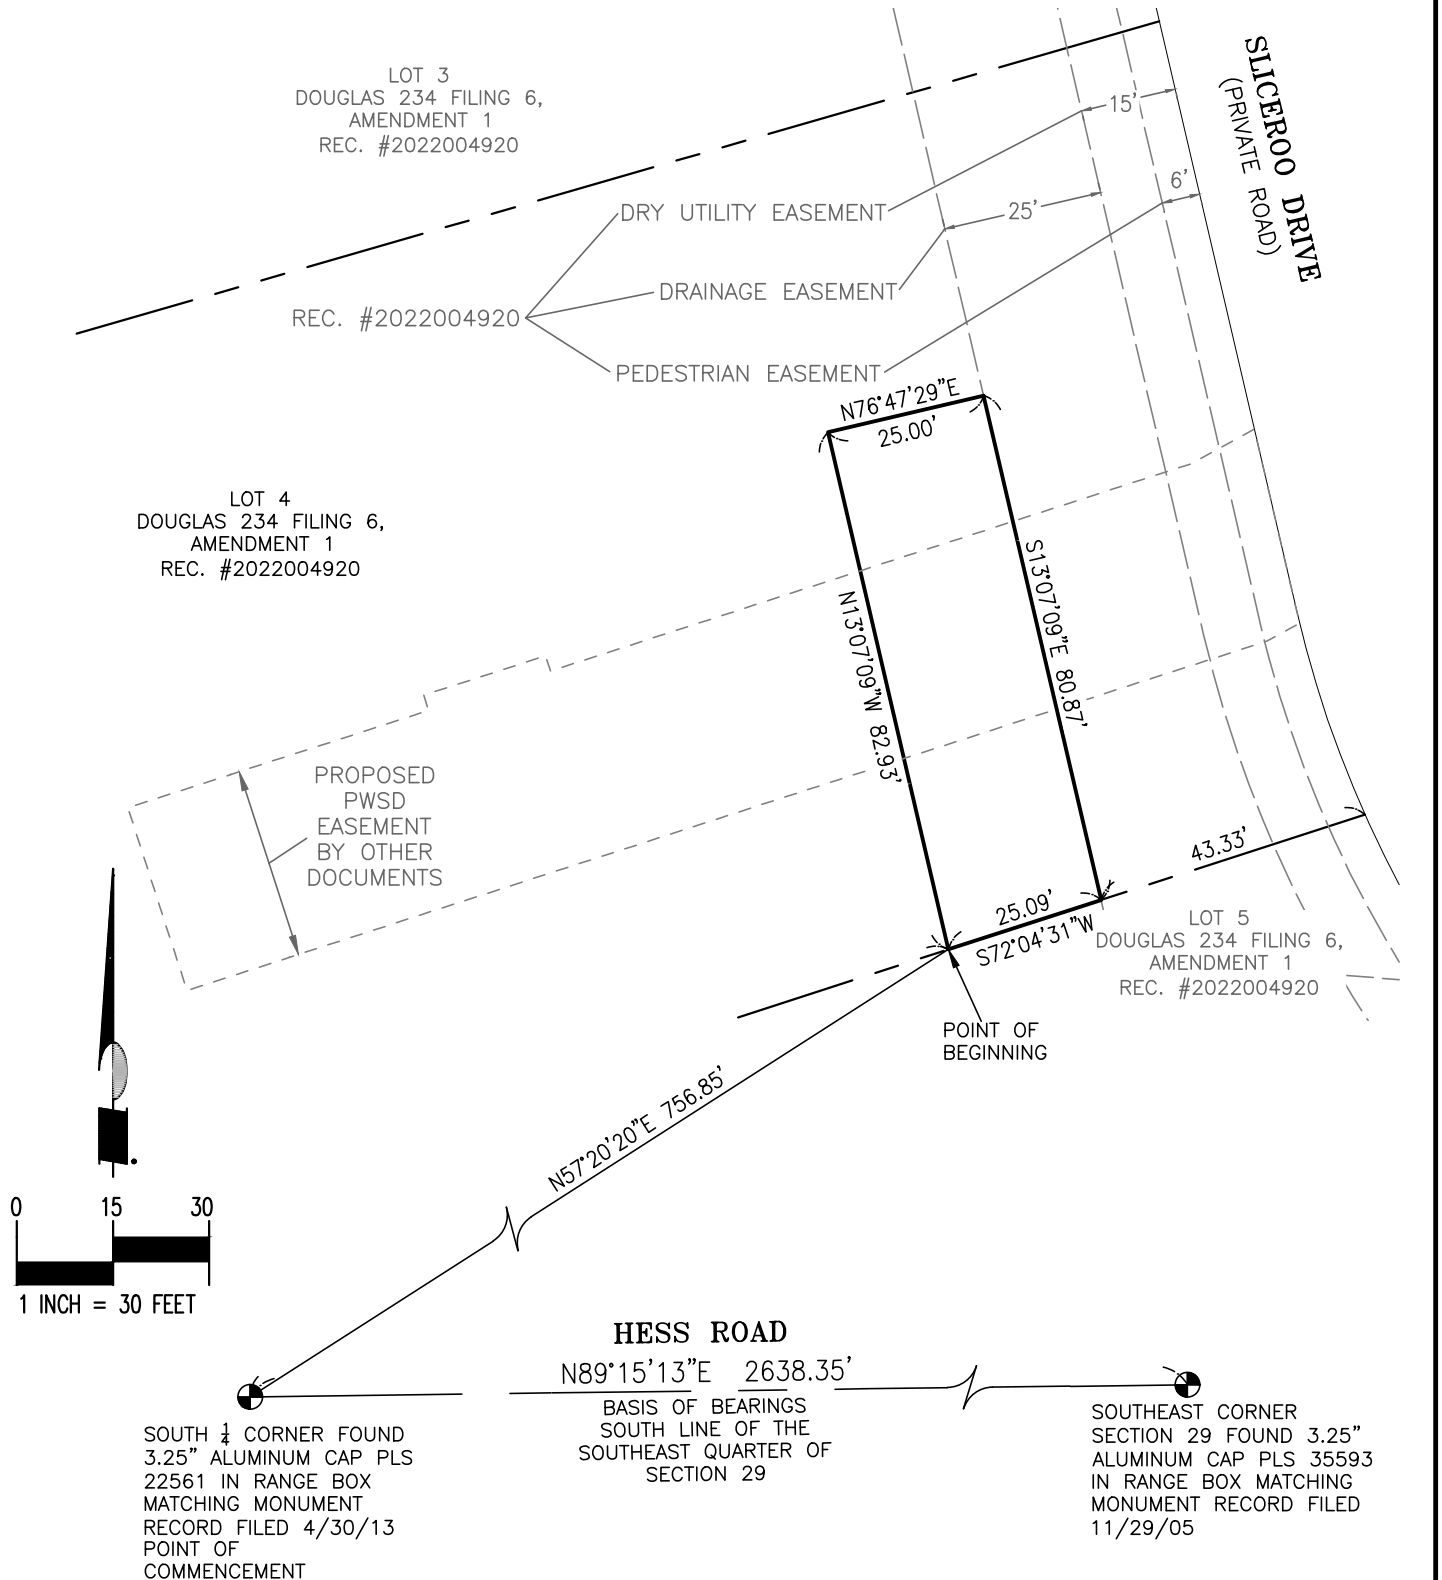 LOT 3
DOUGLAS 234 FILING 6,
AMENDMENT 1
REC. #2022004920
SLICEROO DRIVE
(PRIVATE ROAD)
15'
6'
25'
DRY UTILITY EASEMENT
DRAINAGE EASEMENT
REC. #2022004920
PEDESTRIAN EASEMENT
N76°47'29"E
25.00'
LOT 4
DOUGLAS 234 FILING 6,
AMENDMENT 1
REC. #2022004920
S13°07'09"E 80.87'
N13°07'09"W 82.93'
PROPOSED
PWSD
EASEMENT
BY OTHER
DOCUMENTS
43.33'
25.09'
S72°04'31"W
LOT 5
DOUGLAS 234 FILING 6,
AMENDMENT 1
REC. #2022004920
POINT OF
BEGINNING
N57°20'20"E 756.85'
0 15 30
1 INCH = 30 FEET
HESS ROAD
N89°15'13"E 2638.35'
BASIS OF BEARINGS
SOUTH LINE OF THE
SOUTHEAST QUARTER OF
SECTION 29
SOUTH 1/4 CORNER FOUND
3.25" ALUMINUM CAP PLS
22561 IN RANGE BOX
MATCHING MONUMENT
RECORD FILED 4/30/13
POINT OF
COMMENCEMENT
SOUTHEAST CORNER
SECTION 29 FOUND 3.25"
ALUMINUM CAP PLS 35593
IN RANGE BOX MATCHING
MONUMENT RECORD FILED
11/29/05